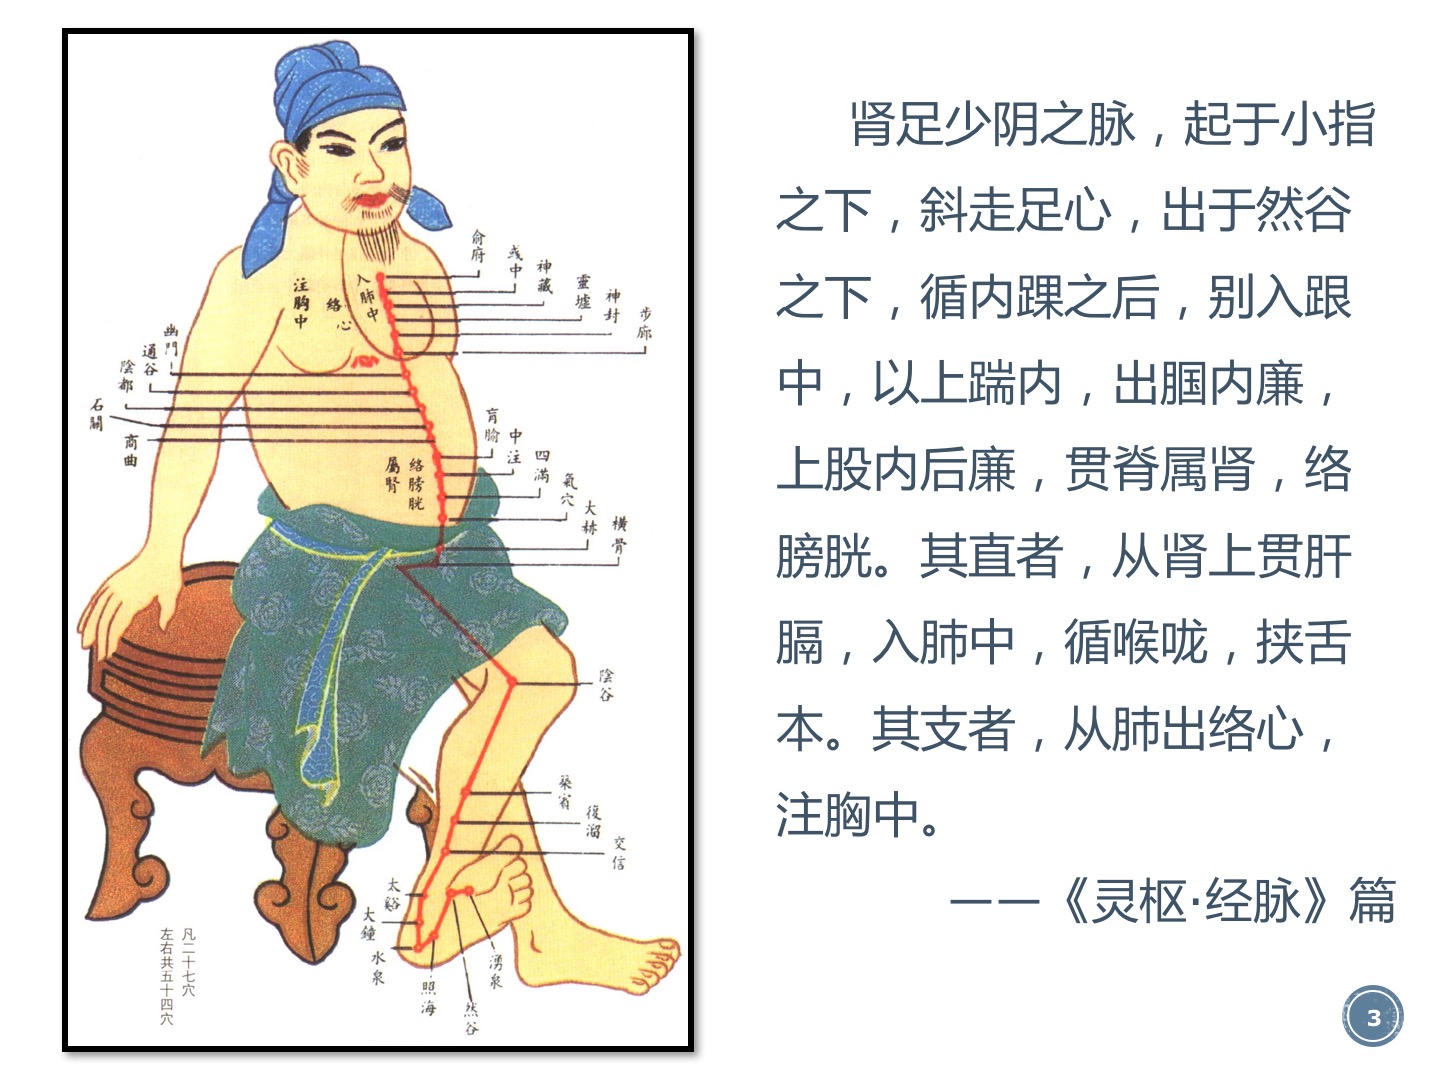 肾足少阴之脉，起于小指
之下，斜走足心，出于然谷
之下，循内踝之后，别入跟
中，以上踹内，出腘内廉，
上股内后廉，贯脊属肾，络
膀胱。其直者，从肾上贯肝
膈，入肺中，循喉咙，挟舌
本。其支者，从肺出络心，
注胸中。
——《灵枢·经脉》篇
俞府
彧中
神藏
靈墟
神封
步廊
入肺中
絡心
注胸中
幽門
通谷
陰都
石關
商曲
肓腧
中注
四滿
氣穴
大赫
橫骨
絡膀胱
屬腎
陰谷
築賓
復溜
交信
太谿
大鐘
水泉
照海
然谷
湧泉
凡二十七穴
左右共五十四穴
3